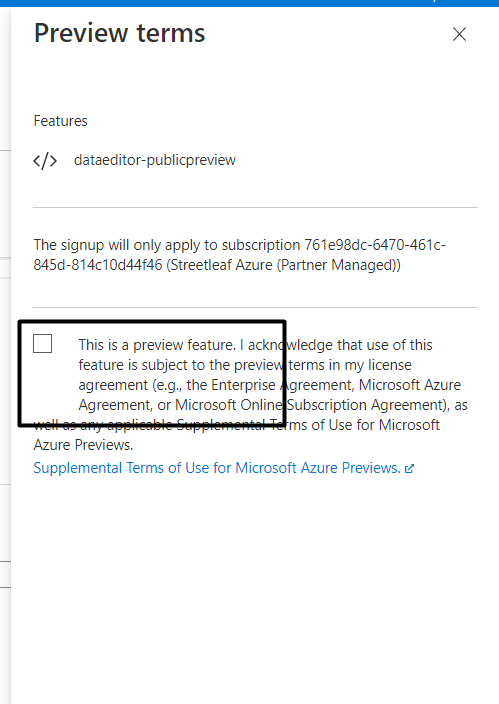 Preview terms
Features
</> dataeditor-publicpreview
The signup will only apply to subscription 761e98dc-6470-461c-
845d-814c10d44f46 (Streetleaf Azure (Partner Managed))
This is a preview feature. I acknowledge that use of this
feature is subject to the preview terms in my license
agreement (e.g., the Enterprise Agreement, Microsoft Azure
Agreement, or Microsoft Online Subscription Agreement), as
well as any applicable Supplemental Terms of Use for Microsoft
Azure Previews.
Supplemental Terms of Use for Microsoft Azure Previews.